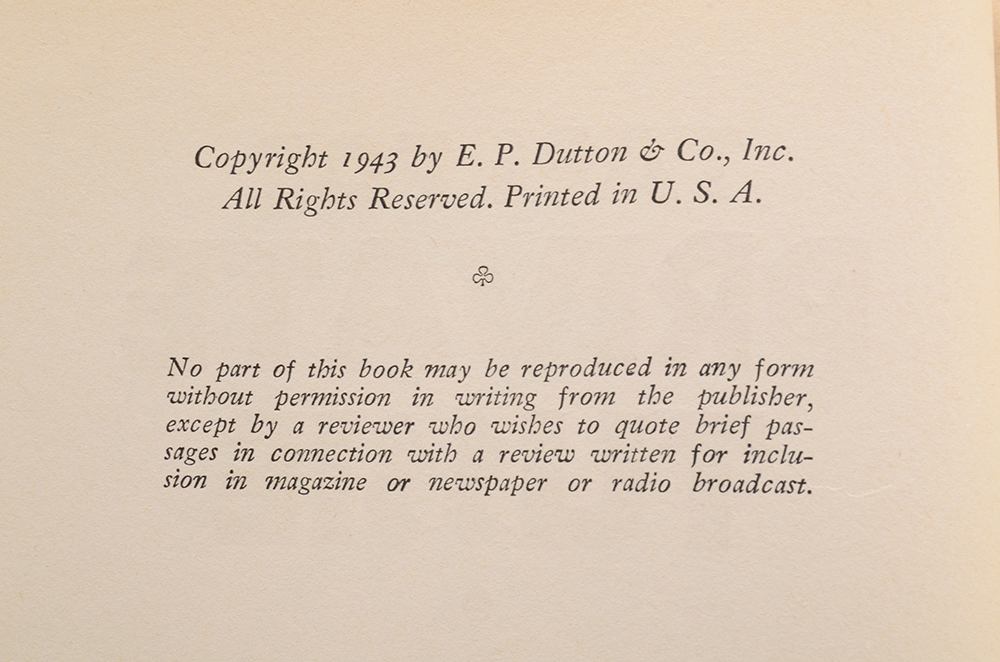 Copyright 1943 by E. P. Dutton & Co., Inc.
All Rights Reserved. Printed in U. S. A.
No part of this book may be reproduced in any form
without permission in writing from the publisher,
except by a reviewer who wishes to quote brief pas-
sages in connection with a review written for inclu-
sion in magazine or newspaper or radio broadcast.